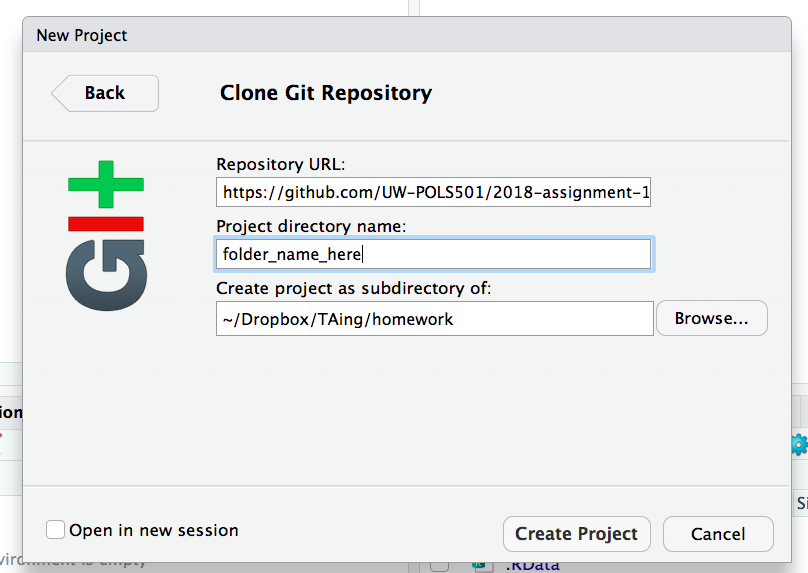 New Project
Back
Clone Git Repository
git
Repository URL:
https://github.com/UW-POLS501/2018-assignment-1
Project directory name:
folder_name_here
Create project as subdirectory of:
~/Dropbox/TAing/homework
Browse...
ion
Si
Open in new session
Create Project
Cancel
vironment is empty
.RData